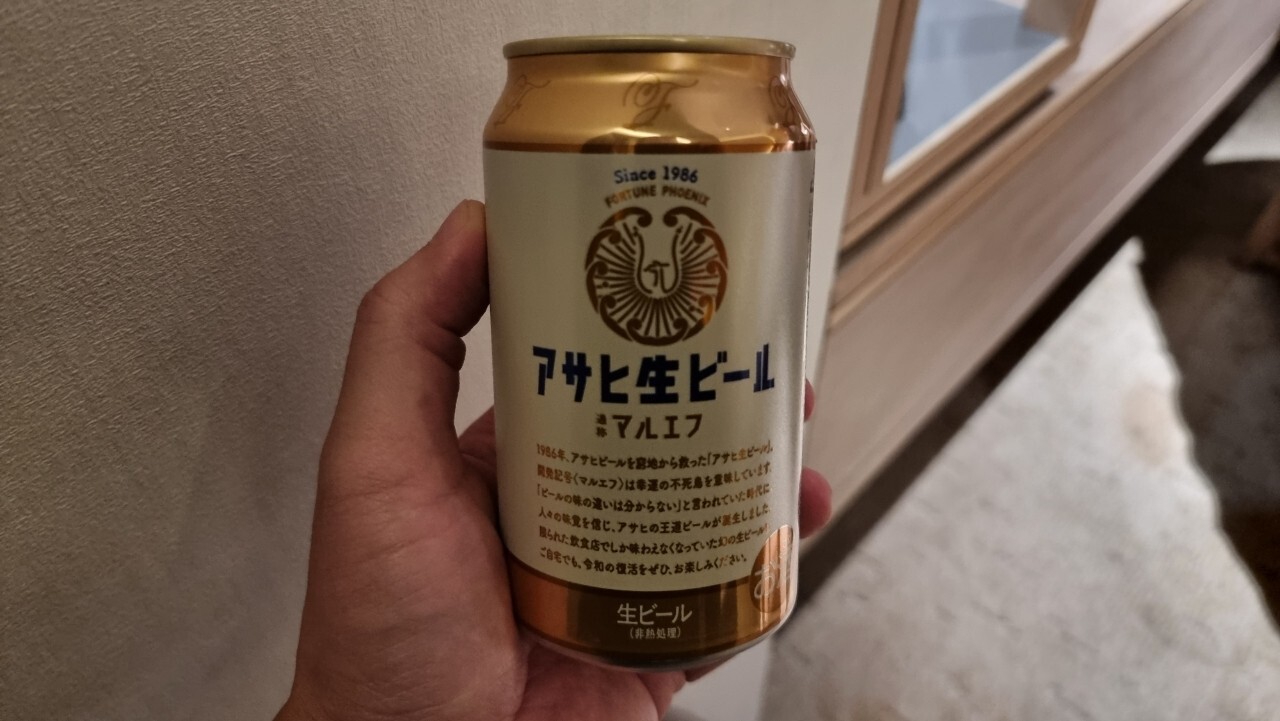 Since 1986
FORTUNE PHOENIX
アサヒ生ビール
通称 マルエフ
1986年、アサヒビールを窮地から救った「アサヒ生ビール」。
開発記号〈マルエフ〉は幸運の不死鳥を意味しています。
「ビールの味の違いは分からない」と言われていた時代に
人々の味覚を信じ、アサヒの王道ビールが誕生しました。
限られた飲食店でしか味わえなくなっていた幻の生ビール!
ご自宅でも、令和の復活をぜひ、お楽しみください。
生ビール
(非熱処理)